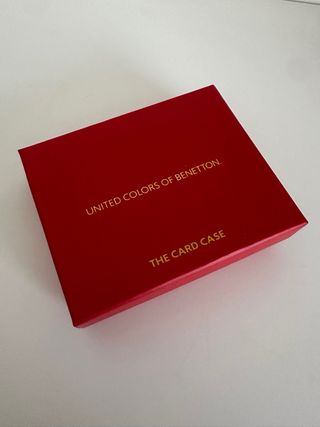 UNITED COLORS OF BENETTON.
THE CARD CASE